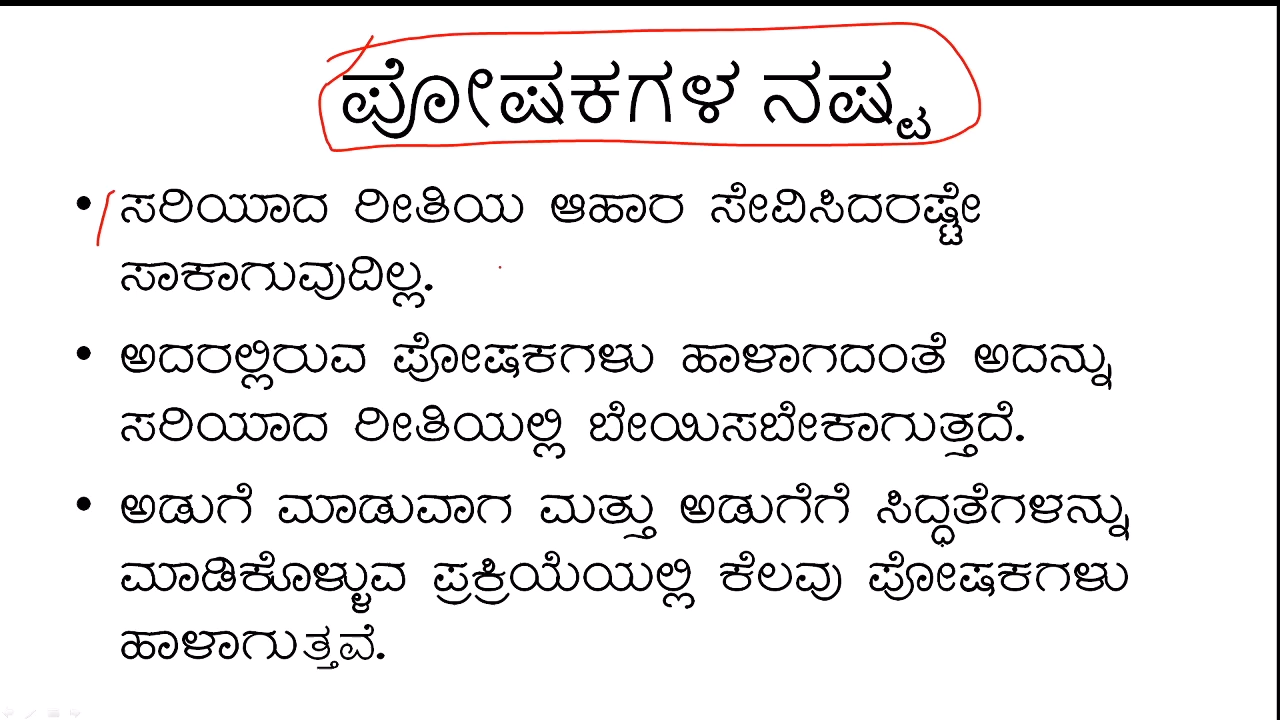 ಪೋಷಕಗಳ ನಷ್ಟ
• ಸರಿಯಾದ ರೀತಿಯ ಆಹಾರ ಸೇವಿಸಿದರಷ್ಟೇ
ಸಾಕಾಗುವುದಿಲ್ಲ.
• ಅದರಲ್ಲಿರುವ ಪೋಷಕಗಳು ಹಾಳಾಗದಂತೆ ಅದನ್ನು
ಸರಿಯಾದ ರೀತಿಯಲ್ಲಿ ಬೇಯಿಸಬೇಕಾಗುತ್ತದೆ.
• ಅಡುಗೆ ಮಾಡುವಾಗ ಮತ್ತು ಅಡುಗೆಗೆ ಸಿದ್ಧತೆಗಳನ್ನು
ಮಾಡಿಕೊಳ್ಳುವ ಪ್ರಕ್ರಿಯೆಯಲ್ಲಿ ಕೆಲವು ಪೋಷಕಗಳು
ಹಾಳಾಗುತ್ತವೆ.